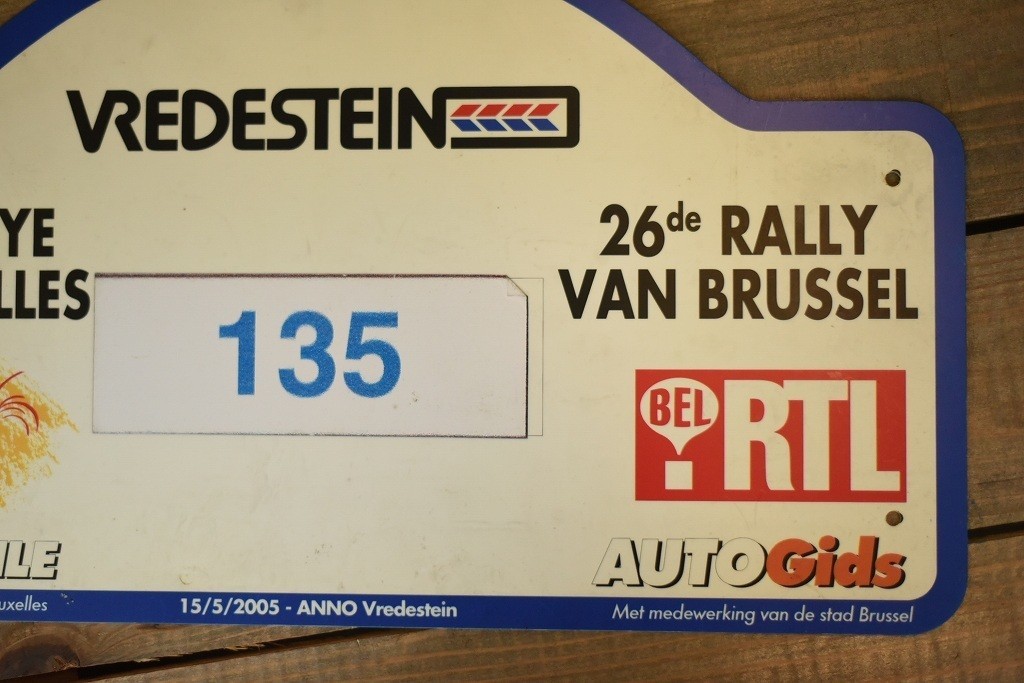 VREDESTEIN
YE
LLES
135
26de RALLY
VAN BRUSSEL
BEL
RTL
ILE
AUTOGids
uxelles
15/5/2005 - ANNO Vredestein
Met medewerking van de stad Brussel